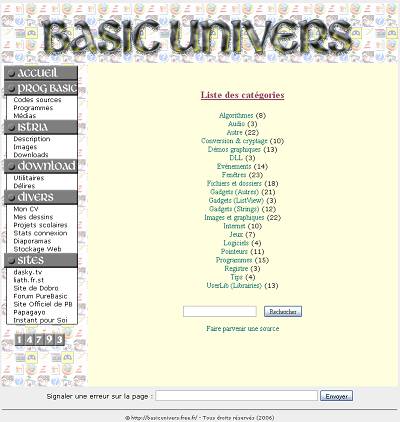 BASIC UNIVERS
ACCUEIL
PROG BASIC
Codes sources
Programmes
Médias
ISTRIA
Description
Images
Downloads
DOWNLOAD
Utilitaires
Délires
DIVERS
Mon CV
Mes dessins
Projets scolaires
Stats connexion
Diaporamas
Stockage Web
SITES
dasky.tv
liath.fr.st
Site de Dobro
Forum PureBasic
Site Officiel de PB
Papagayo
Instant pour Soi
14793
Liste des catégories
Algorithmes (8)
Audio (3)
Autre (22)
Conversion & cryptage (10)
Démos graphiques (13)
DLL (3)
Evénements (14)
Fenêtres (23)
Fichiers et dossiers (18)
Gadgets (Autres) (21)
Gadgets (ListView) (3)
Gadgets (Strings) (12)
Images et graphiques (22)
Internet (10)
Jeux (7)
Logiciels (4)
Pointeurs (11)
Programmes (15)
Registre (3)
Tips (4)
UserLib (Librairies) (13)
Rechercher
Faire parvenir une source
Signaler une erreur sur la page : Envoyer
© http://basicunivers.free.fr/ - Tous droits réservés (2006)